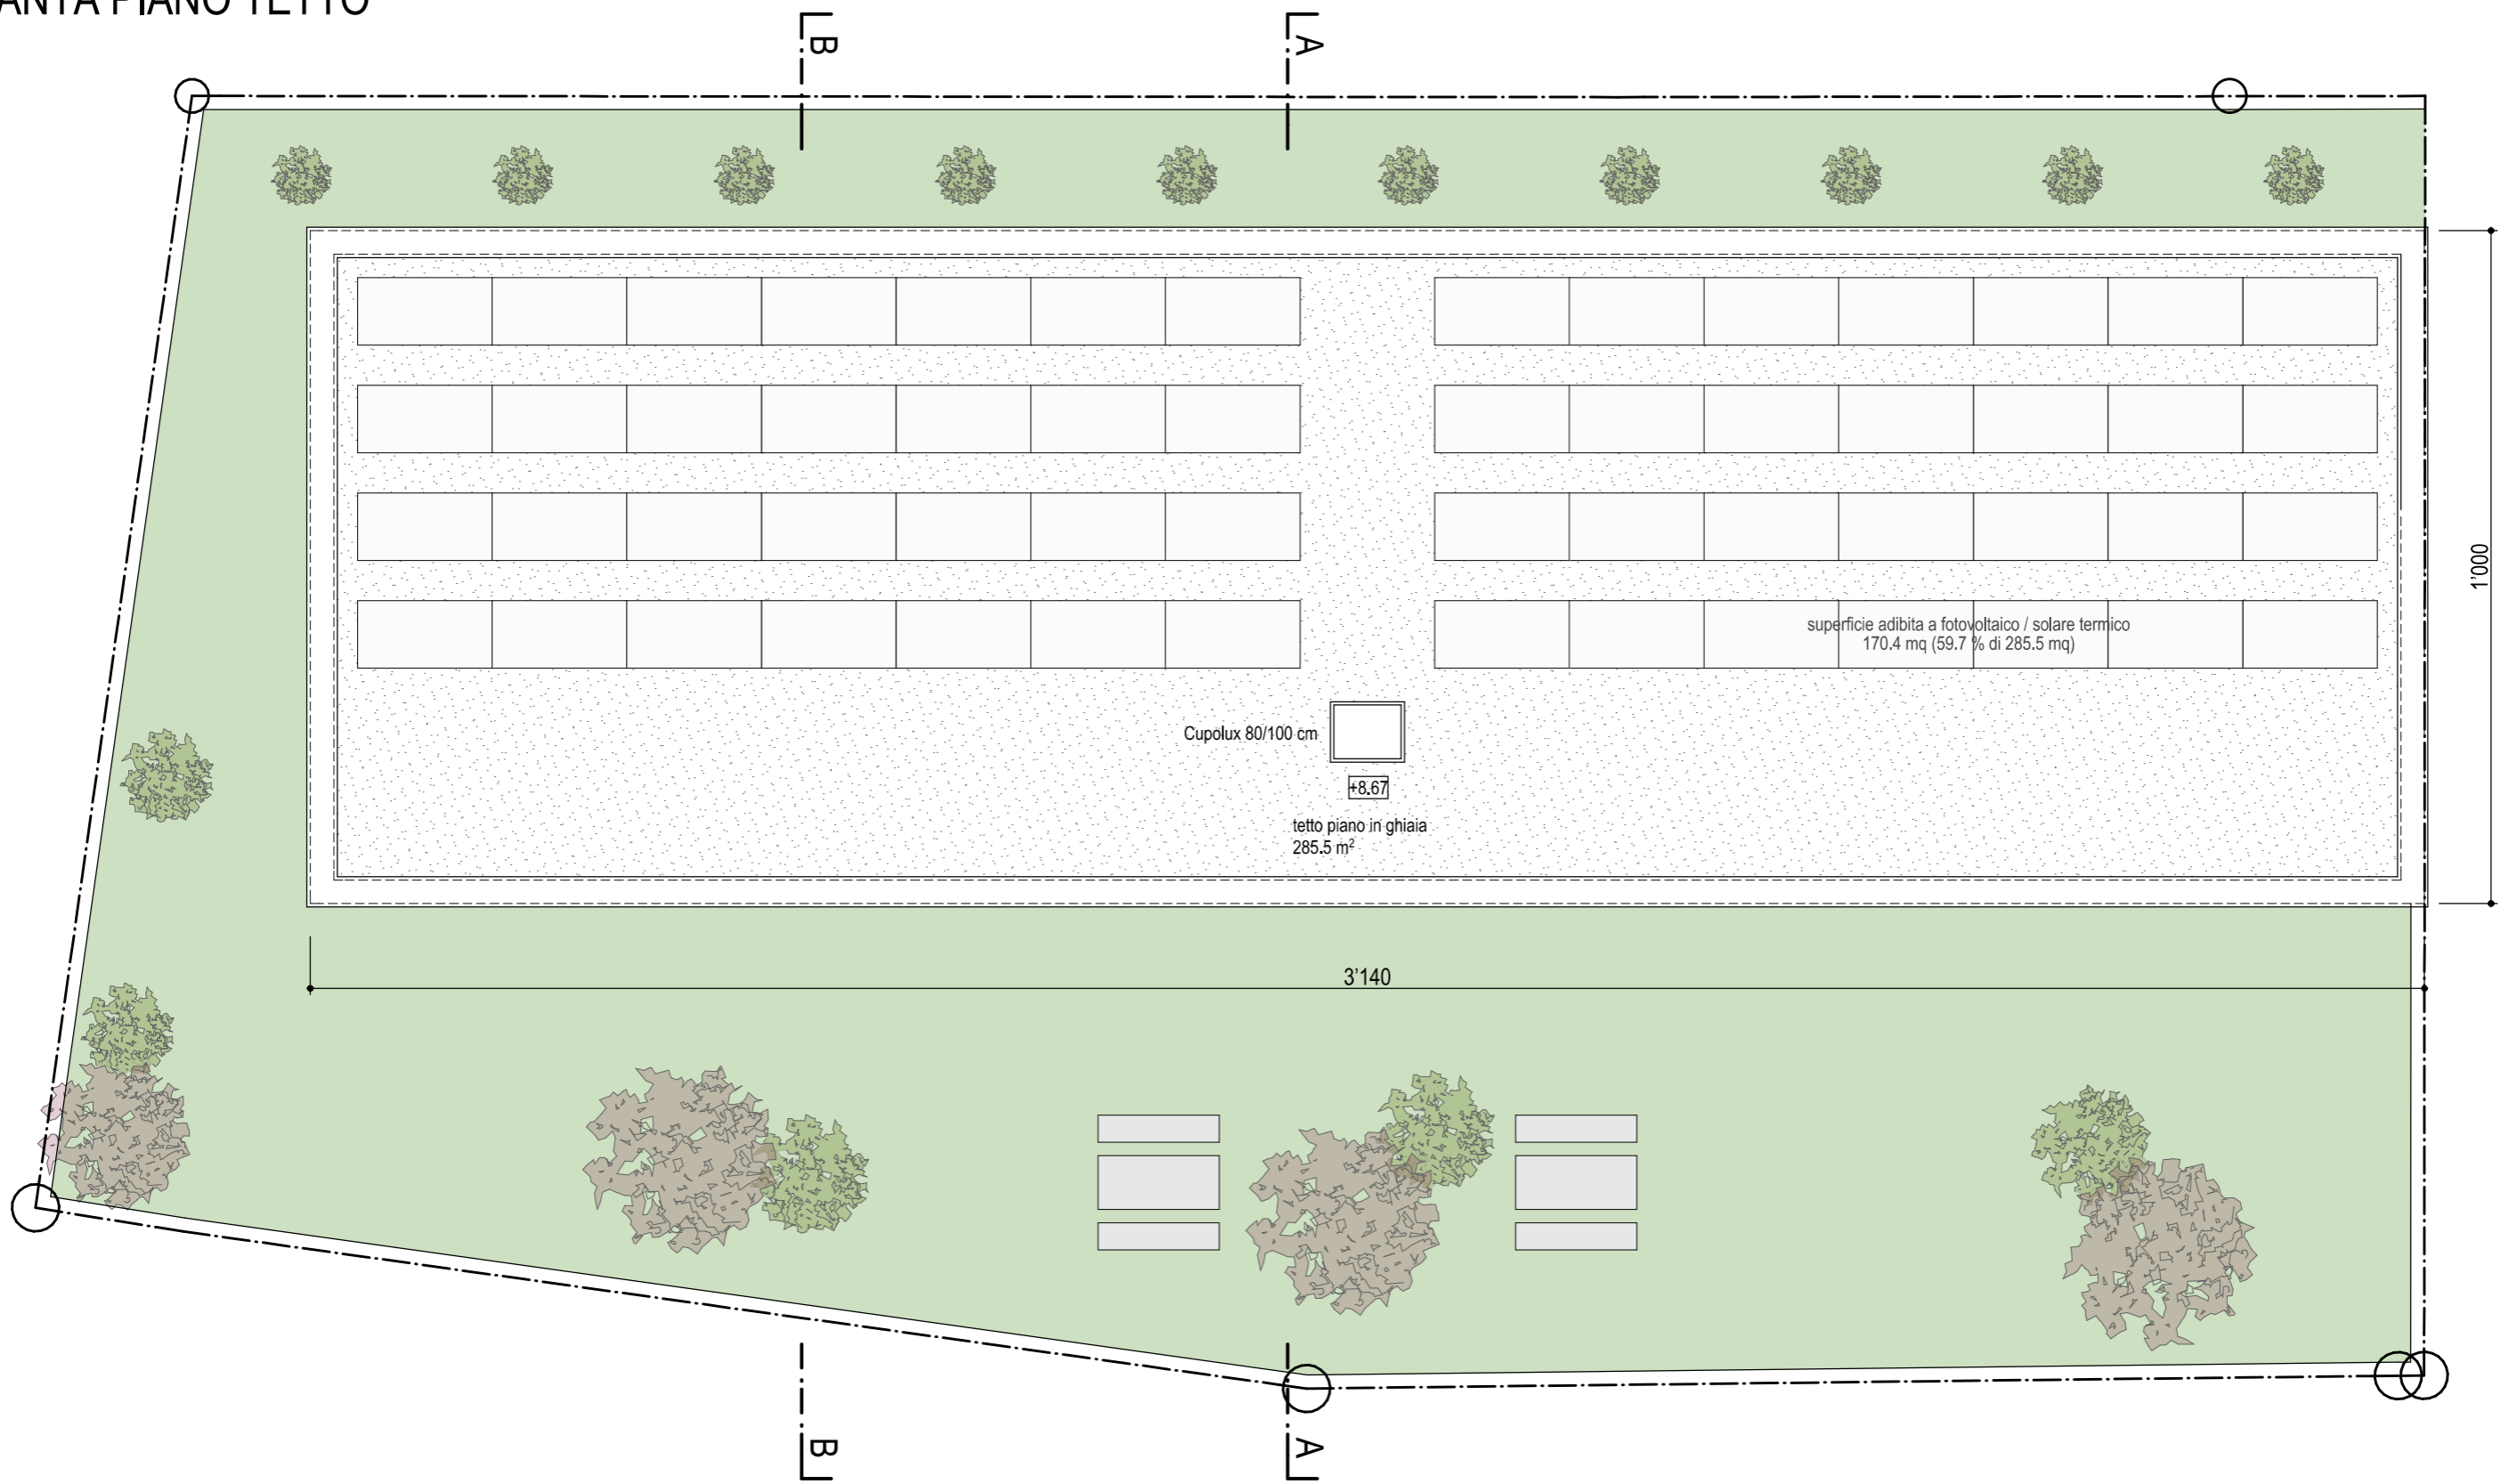 PIANO TETTO
B
A
1'000
superficie adibita a fotovoltaico / solare termico
170.4 mq (59.7 % di 285.5 mq)
Cupolux 80/100 cm
+8.67
tetto piano in ghiaia
285.5 m²
3'140
B
A